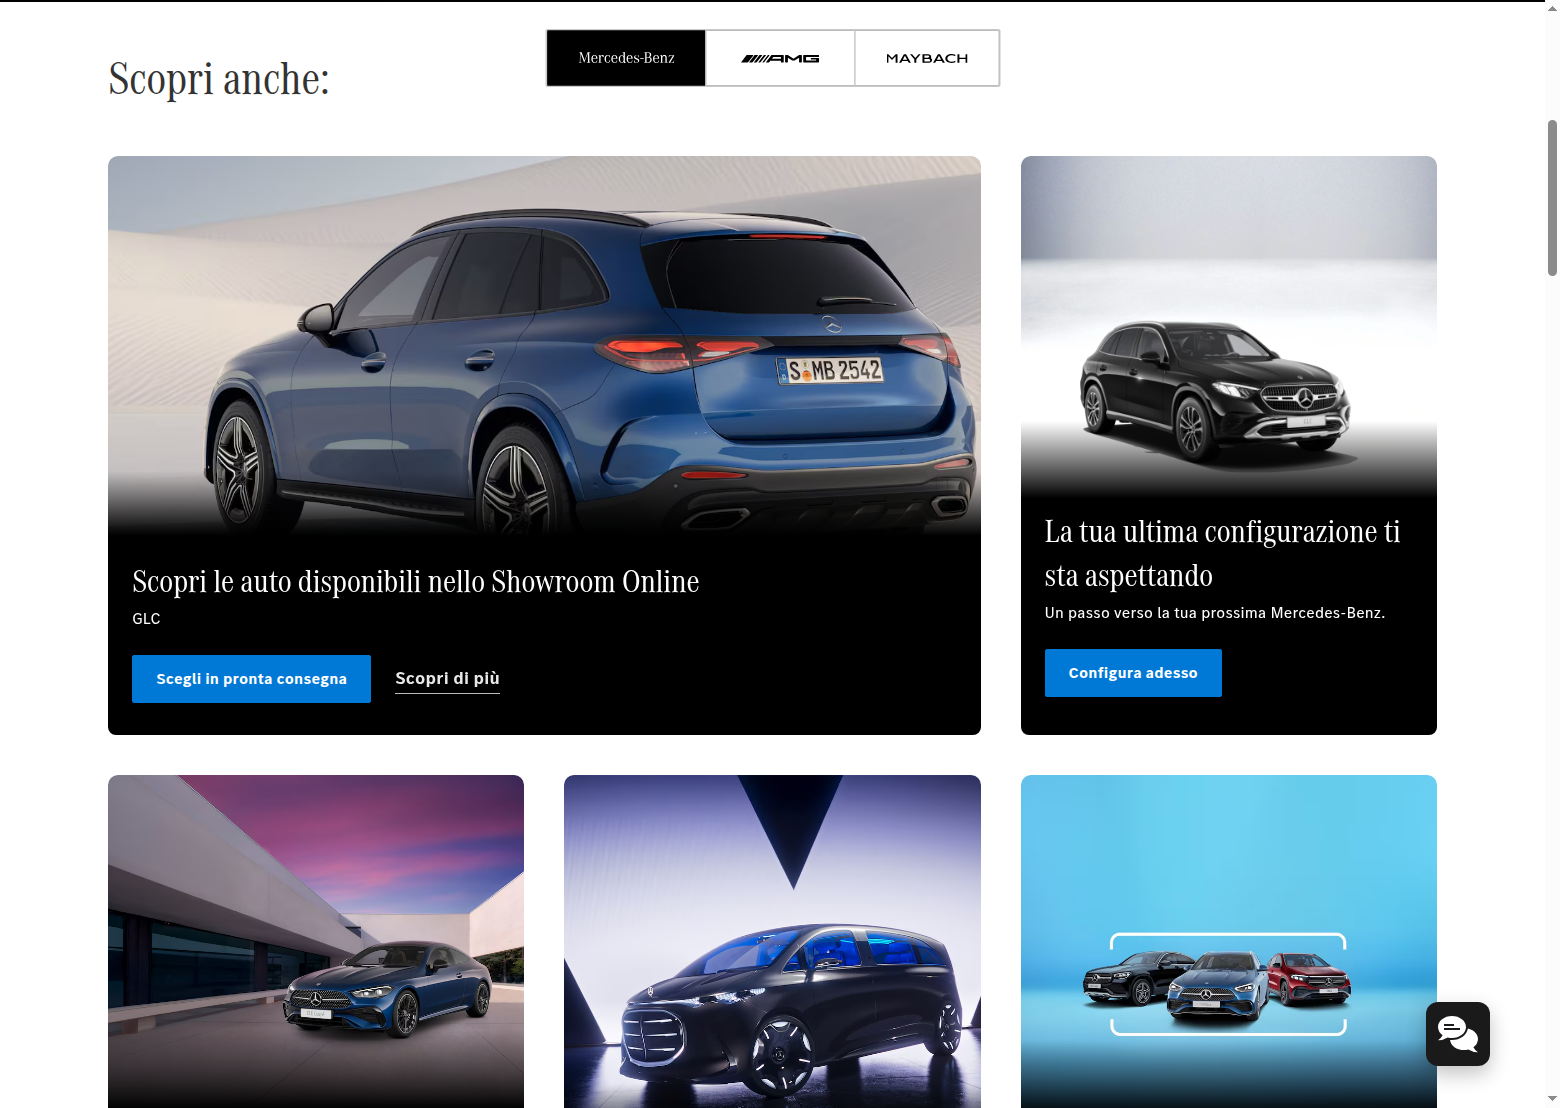 Scopri anche:
Mercedes-Benz
AMG
MAYBACH
S MB 2542
Scopri le auto disponibili nello Showroom Online
GLC
Scegli in pronta consegna
Scopri di più
La tua ultima configurazione ti
sta aspettando
Un passo verso la tua prossima Mercedes-Benz.
Configura adesso